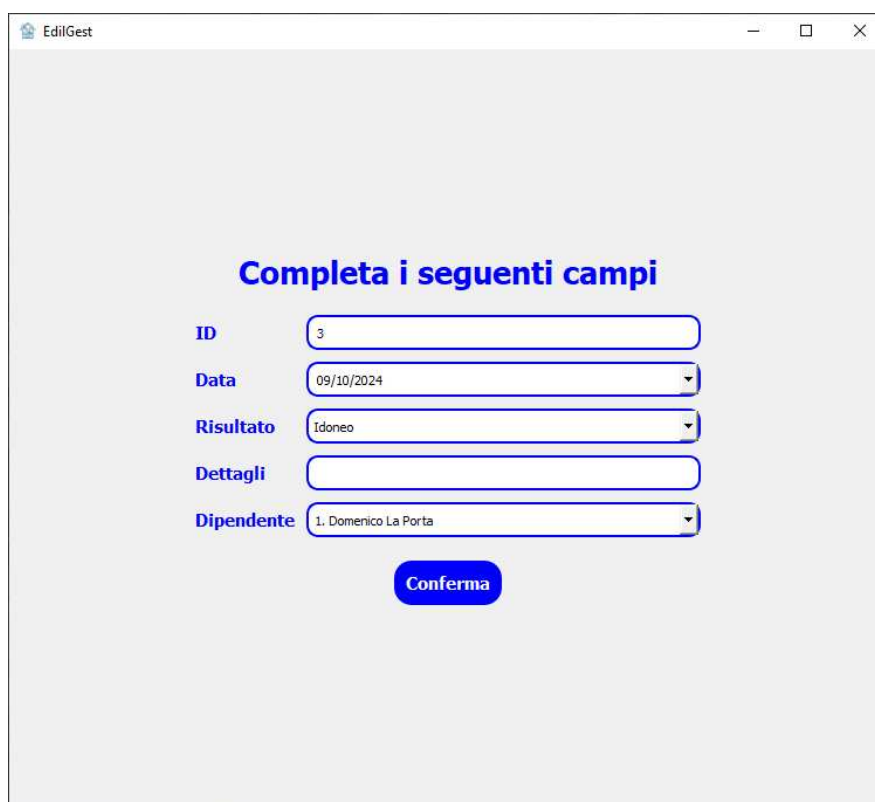 EdilGest
Completa i seguenti campi
ID 3
Data 09/10/2024
Risultato Idoneo
Dettagli
Dipendente 1. Domenico La Porta
Conferma